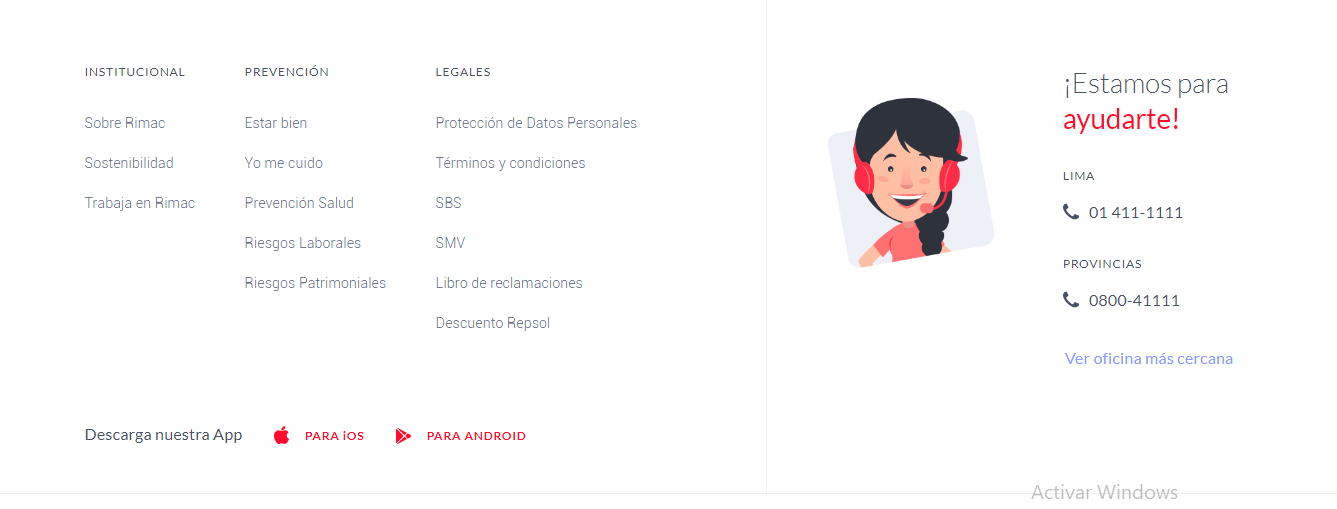 INSTITUCIONAL
Sobre Rimac
Sostenibilidad
Trabaja en Rimac
PREVENCIÓN
Estar bien
Yo me cuido
Prevención Salud
Riesgos Laborales
Riesgos Patrimoniales
LEGALES
Protección de Datos Personales
Términos y condiciones
SBS
SMV
Libro de reclamaciones
Descuento Repsol
Descarga nuestra App
PARA iOS
PARA ANDROID
¡Estamos para
ayudarte!
LIMA
01 411-1111
PROVINCIAS
0800-41111
Ver oficina más cercana
Activar Windows